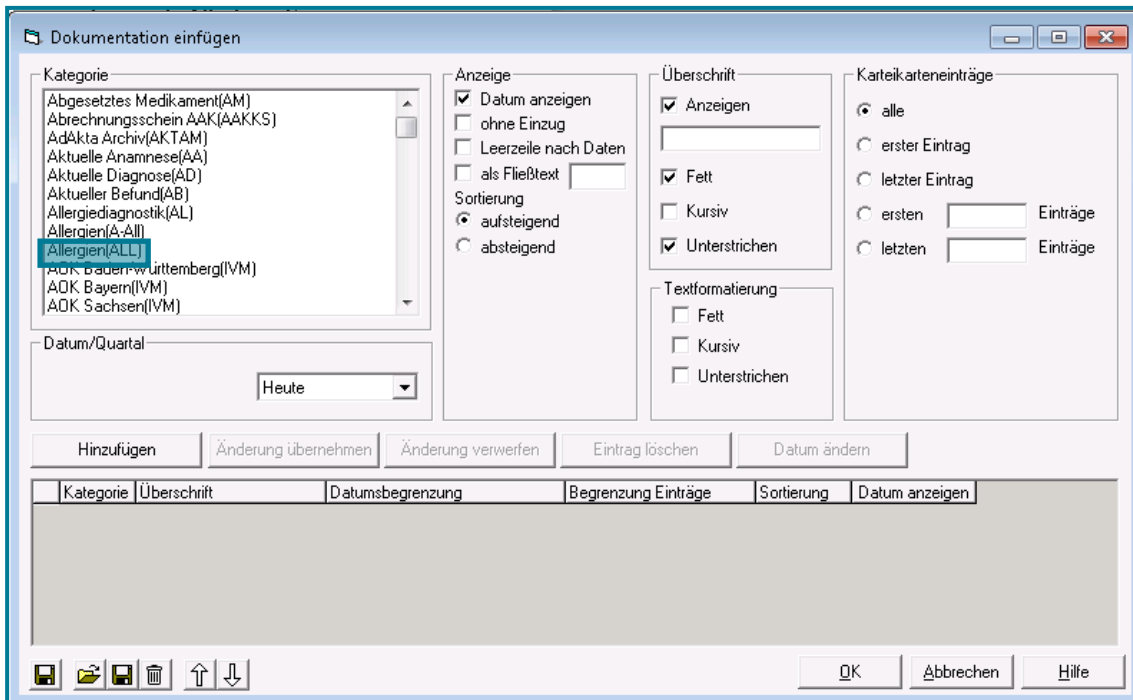 Dokumentation einfügen
Kategorie
Abgesetztes Medikament(AM)
Abrechnungsschein AAK(AAKKS)
AdAkta Archiv(AKTAM)
Aktuelle Anamnese(AA)
Aktuelle Diagnose(AD)
Aktueller Befund(AB)
Allergiediagnostik(AL)
Allergien(A-All)
Allergien(ALL)
AOK Baden-Württemberg(IVM)
AOK Bayern(IVM)
AOK Sachsen(IVM)
Datum/Quartal
Heute
Anzeige
Datum anzeigen
ohne Einzug
Leerzeile nach Daten
als Fließtext
Sortierung
aufsteigend
absteigend
Überschrift
Anzeigen
Fett
Kursiv
Unterstrichen
Textformatierung
Fett
Kursiv
Unterstrichen
Karteikarteneinträge
alle
erster Eintrag
letzter Eintrag
ersten Einträge
letzten Einträge
Hinzufügen Änderung übernehmen Änderung verwerfen Eintrag löschen Datum ändern
Kategorie Überschrift Datumsbegrenzung Begrenzung Einträge Sortierung Datum anzeigen
OK Abbrechen Hilfe